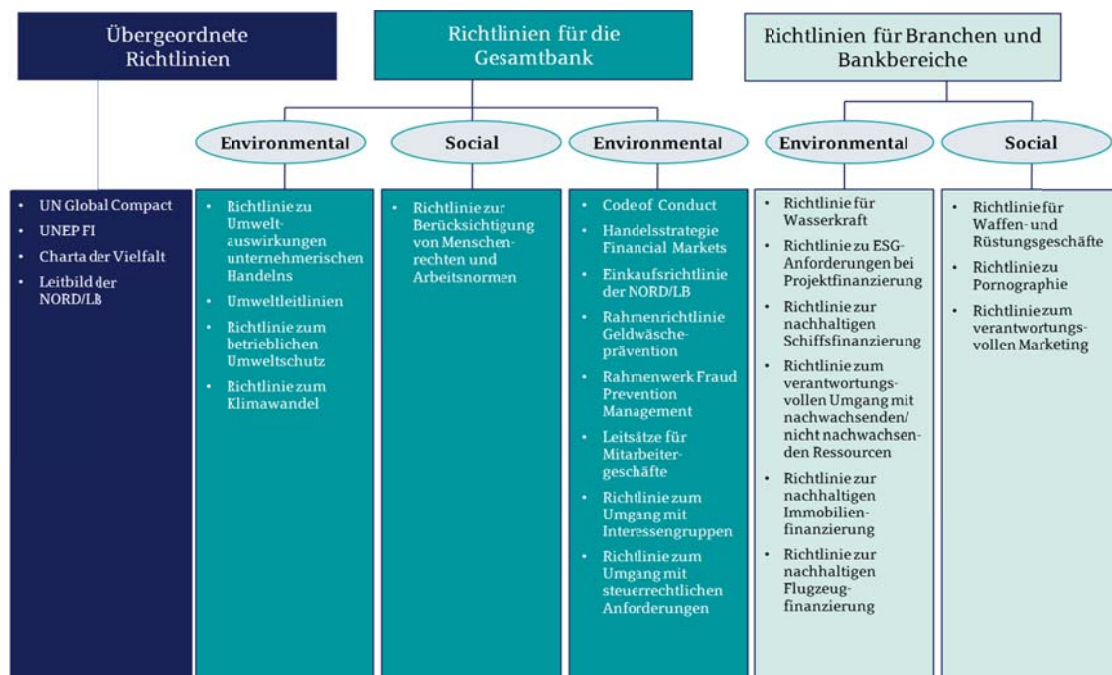 Übergeordnete
Richtlinien
Richtlinien für die
Gesamtbank
Richtlinien für Branchen und
Bankbereiche
Environmental
Social
Environmental
Environmental
Social
• UN Global Compact
• UNEP FI
• Charta der Vielfalt
• Leitbild der
NORD/LB
• Richtlinie zu
Umwelt-
auswirkungen
unternehmerischen
Handelns
• Umweltleitlinien
• Richtlinie zum
betrieblichen
Umweltschutz
• Richtlinie zum
Klimawandel
• Richtlinie zur
Berücksichtigung
von Menschen-
rechten und
Arbeitsnormen
• Code of Conduct
• Handelsstrategie
Financial Markets
• Einkaufsrichtlinie
der NORD/LB
• Rahmenrichtlinie
Geldwäsche-
prävention
• Rahmenwerk Fraud
Prevention
Management
• Leitsätze für
Mitarbeiter-
geschäfte
• Richtlinie zum
Umgang mit
Interessengruppen
• Richtlinie zum
Umgang mit
steuerrechtlichen
Anforderungen
• Richtlinie für
Wasserkraft
• Richtlinie zu ESG-
Anforderungen bei
Projektfinanzierung
• Richtlinie zur
nachhaltigen
Schiffsfinanzierung
• Richtlinie zum
verantwortungs-
vollen Umgang mit
nachwachsenden/
nicht nachwachsen-
den Ressourcen
• Richtlinie zur
nachhaltigen
Immobilien-
finanzierung
• Richtlinie zur
nachhaltigen
Flugzeug-
finanzierung
• Richtlinie für
Waffen- und
Rüstungsgeschäfte
• Richtlinie zu
Pornographie
• Richtlinie zum
verantwortungs-
vollen Marketing